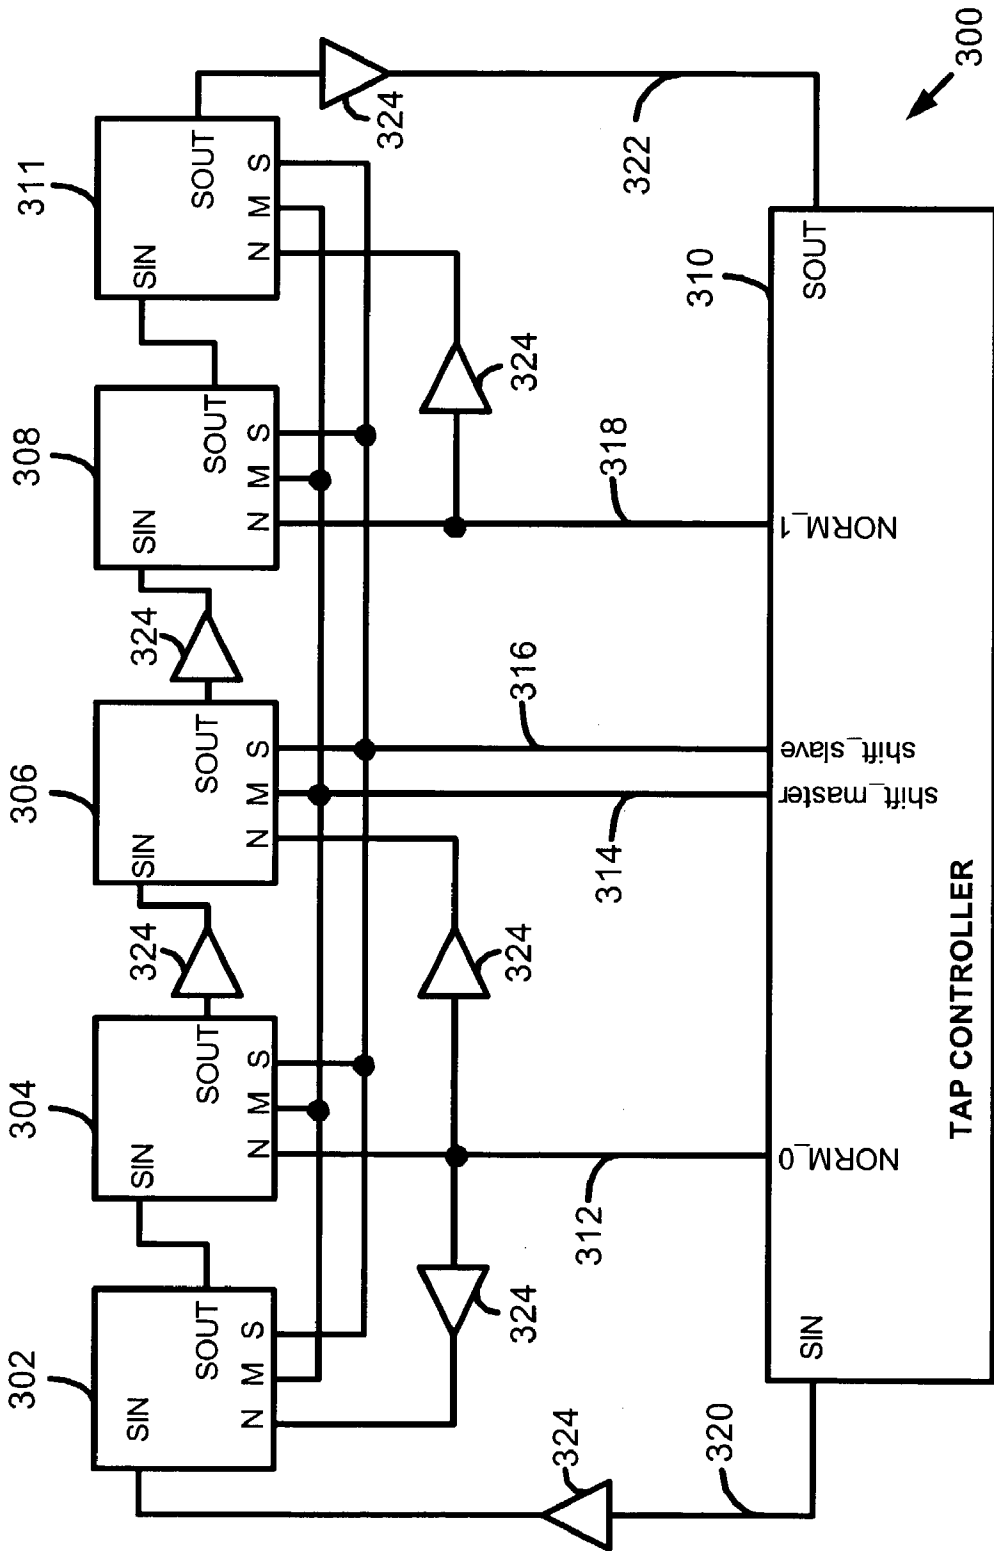 302
304
306
308
311
SIN
SOUT
N M S
SIN
SOUT
N M S
SIN
SOUT
N M S
SIN
SOUT
N M S
SIN
SOUT
N M S
324
324
324
324
324
324
324
320
312
314
316
318
322
310
SIN
NORM_0
shift_master
shift_slave
NORM_1
SOUT
TAP CONTROLLER
300